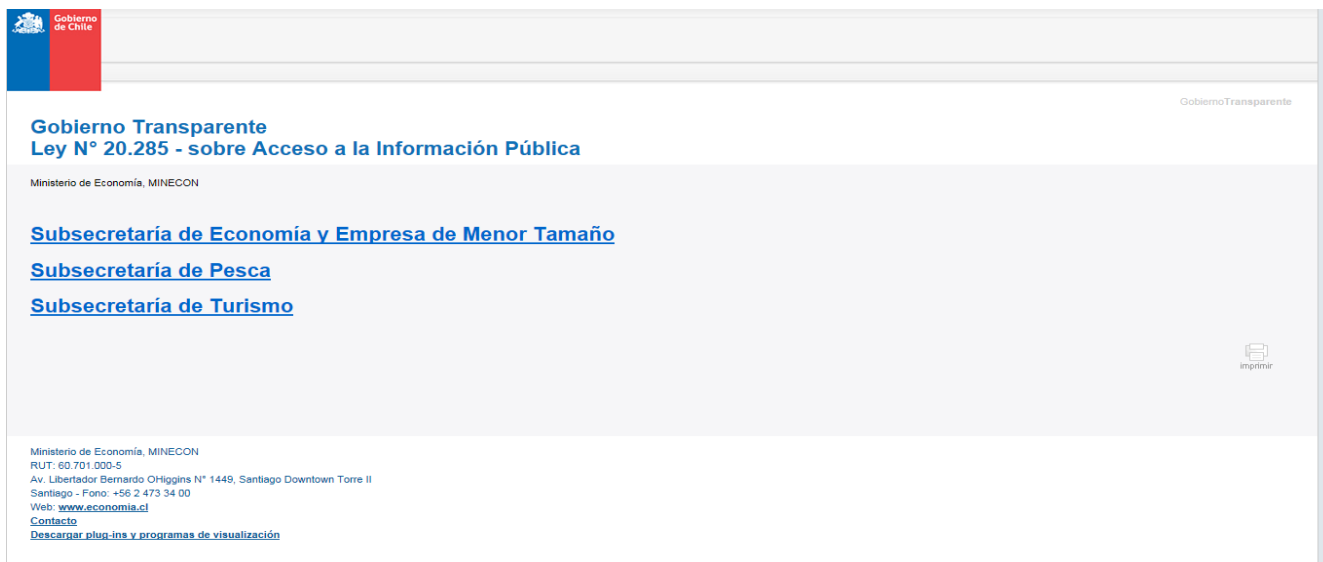 Gobierno
de Chile
GobiernoTransparente
Gobierno Transparente
Ley N° 20.285 - sobre Acceso a la Información Pública
Ministerio de Economía, MINECON
Subsecretaría de Economía y Empresa de Menor Tamaño
Subsecretaría de Pesca
Subsecretaría de Turismo
imprimir
Ministerio de Economía, MINECON
RUT: 60.701.000-5
Av. Libertador Bernardo OHiggins N° 1449, Santiago Downtown Torre II
Santiago - Fono: +56 2 473 34 00
Web: www.economia.cl
Contacto
Descargar plug-ins y programas de visualización